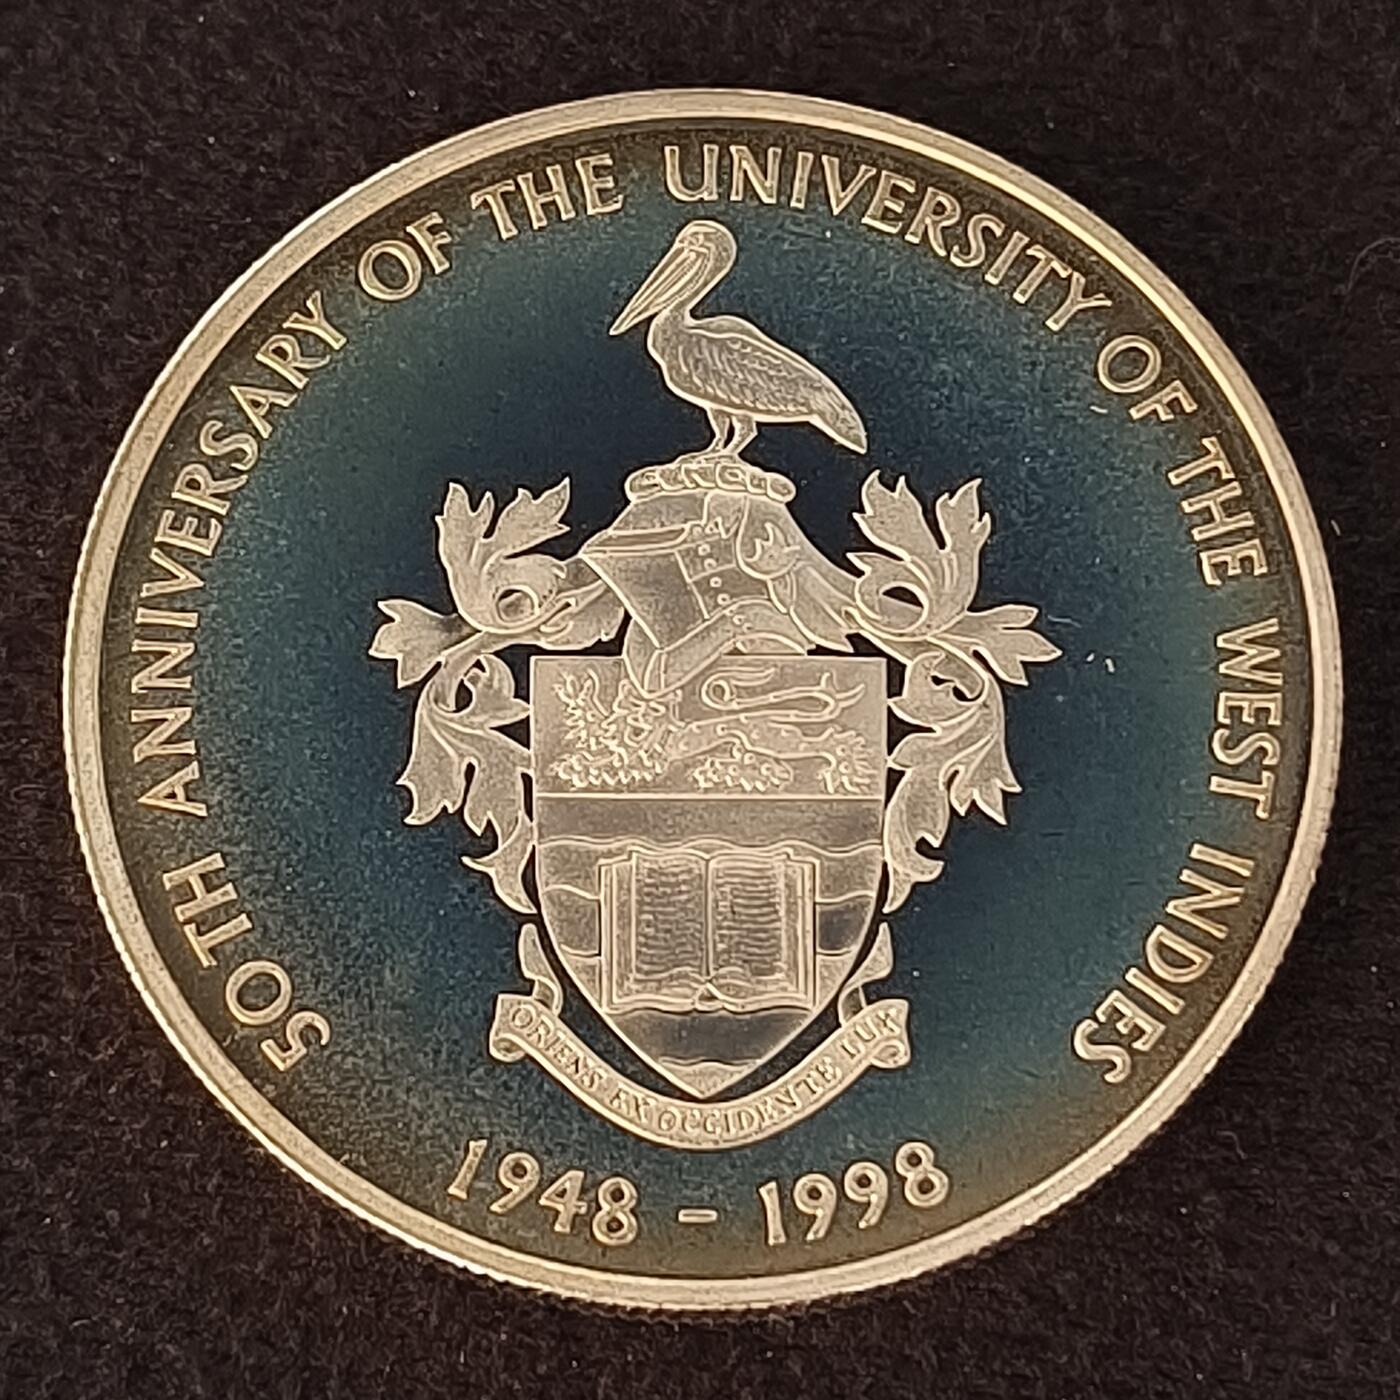 50TH ANNIVERSARY OF THE UNIVERSITY OF THE WEST INDIES
ORIENS EX OCCIDENTE LUX
1948 - 1998